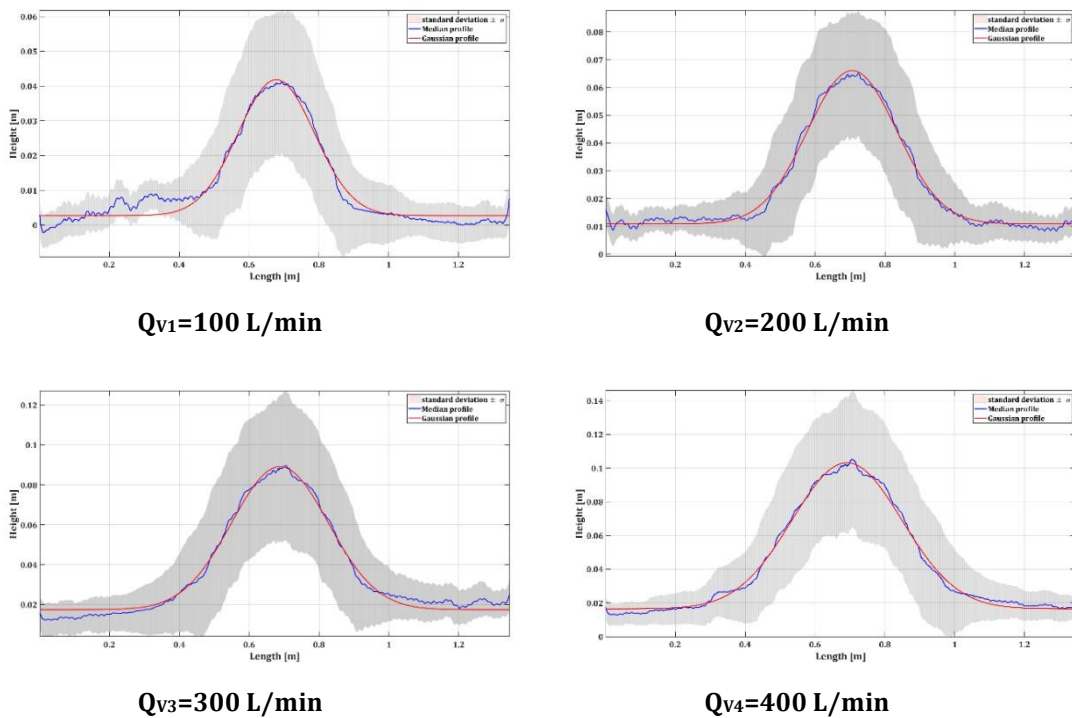 0.06
0.05
0.04
0.03
0.02
0.01
0
Height [m]
0.2 0.4 0.6 0.8 1 1.2
Length [m]
standard deviation ± σ
Median profile
Gaussian profile
0.08
0.07
0.06
0.05
0.04
0.03
0.02
0.01
0
Height [m]
0.2 0.4 0.6 0.8 1 1.2
Length [m]
standard deviation ± σ
Median profile
Gaussian profile
QV1=100 L/min
QV2=200 L/min
0.12
0.1
0.08
0.06
0.04
0.02
Height [m]
0.2 0.4 0.6 0.8 1 1.2
Length [m]
standard deviation ± σ
Median profile
Gaussian profile
0.14
0.12
0.1
0.08
0.06
0.04
0.02
0
Height [m]
0.2 0.4 0.6 0.8 1 1.2
Length [m]
standard deviation ± σ
Median profile
Gaussian profile
QV3=300 L/min
QV4=400 L/min